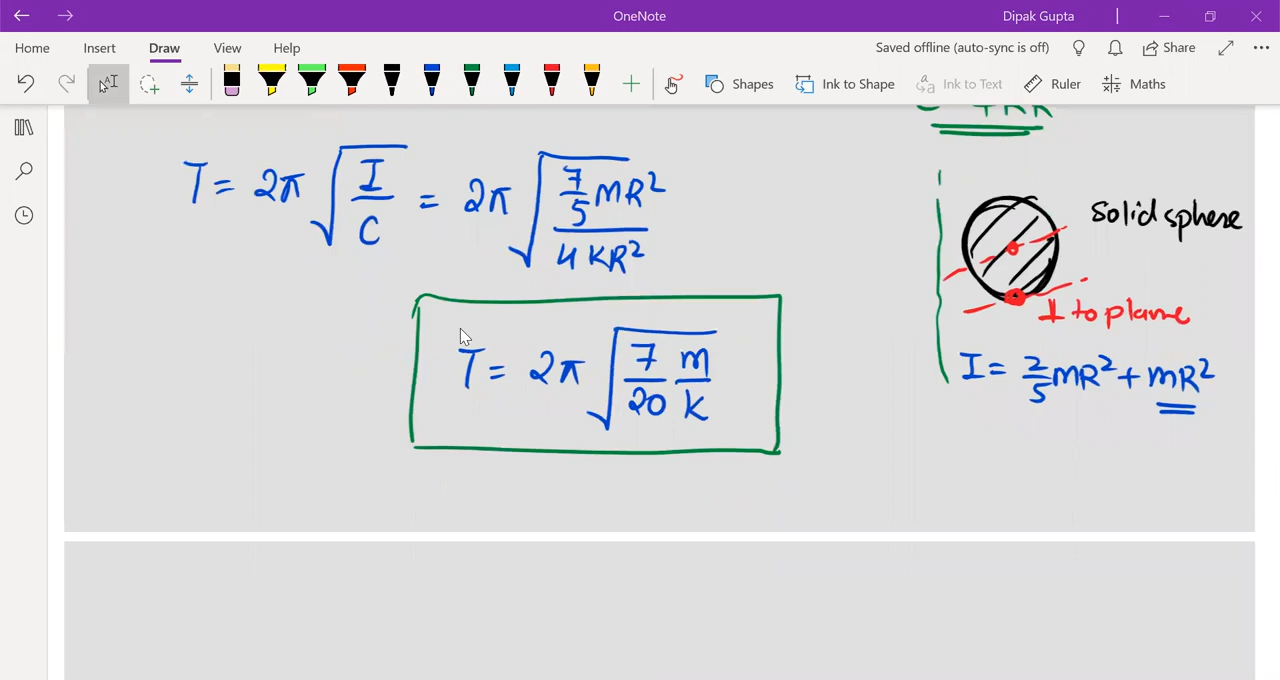 OneNote
Dipak Gupta
Home Insert Draw View Help
Saved offline (auto-sync is off)
Share
Shapes
Ink to Shape
Ink to Text
Ruler
Maths
T = 2π √(I/C) = 2π √((7/5 mR²)/(4KR²))
Solid sphere
⊥ to plane
I = 2/5 mR² + mR²
T = 2π √(7/20 m/k)